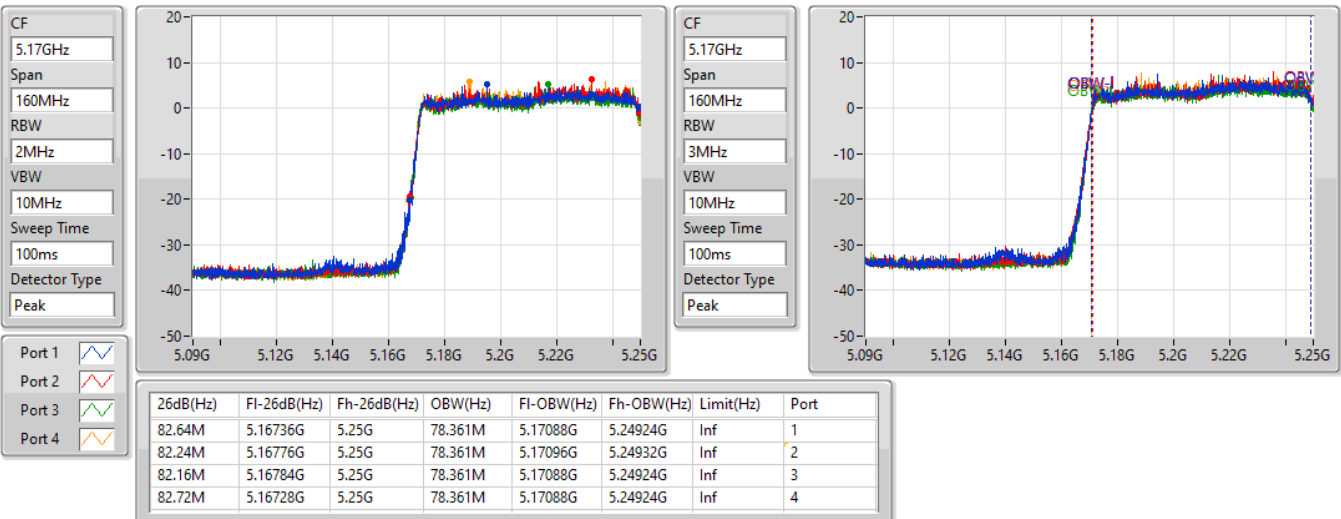 CF
5.17GHz
Span
160MHz
RBW
2MHz
VBW
10MHz
Sweep Time
100ms
Detector Type
Peak
Port 1
Port 2
Port 3
Port 4
20
10
0
-10
-20
-30
-40
-50
5.09G 5.12G 5.14G 5.16G 5.18G 5.2G 5.22G 5.25G
CF
5.17GHz
Span
160MHz
RBW
3MHz
VBW
10MHz
Sweep Time
100ms
Detector Type
Peak
20
10
0
-10
-20
-30
-40
-50
OBW-l OBW
5.09G 5.12G 5.14G 5.16G 5.18G 5.2G 5.22G 5.25G
26dB(Hz) Fl-26dB(Hz) Fh-26dB(Hz) OBW(Hz) Fl-OBW(Hz) Fh-OBW(Hz) Limit(Hz) Port
82.64M 5.16736G 5.25G 78.361M 5.17088G 5.24924G Inf 1
82.24M 5.16776G 5.25G 78.361M 5.17096G 5.24932G Inf 2
82.16M 5.16784G 5.25G 78.361M 5.17088G 5.24924G Inf 3
82.72M 5.16728G 5.25G 78.361M 5.17088G 5.24924G Inf 4